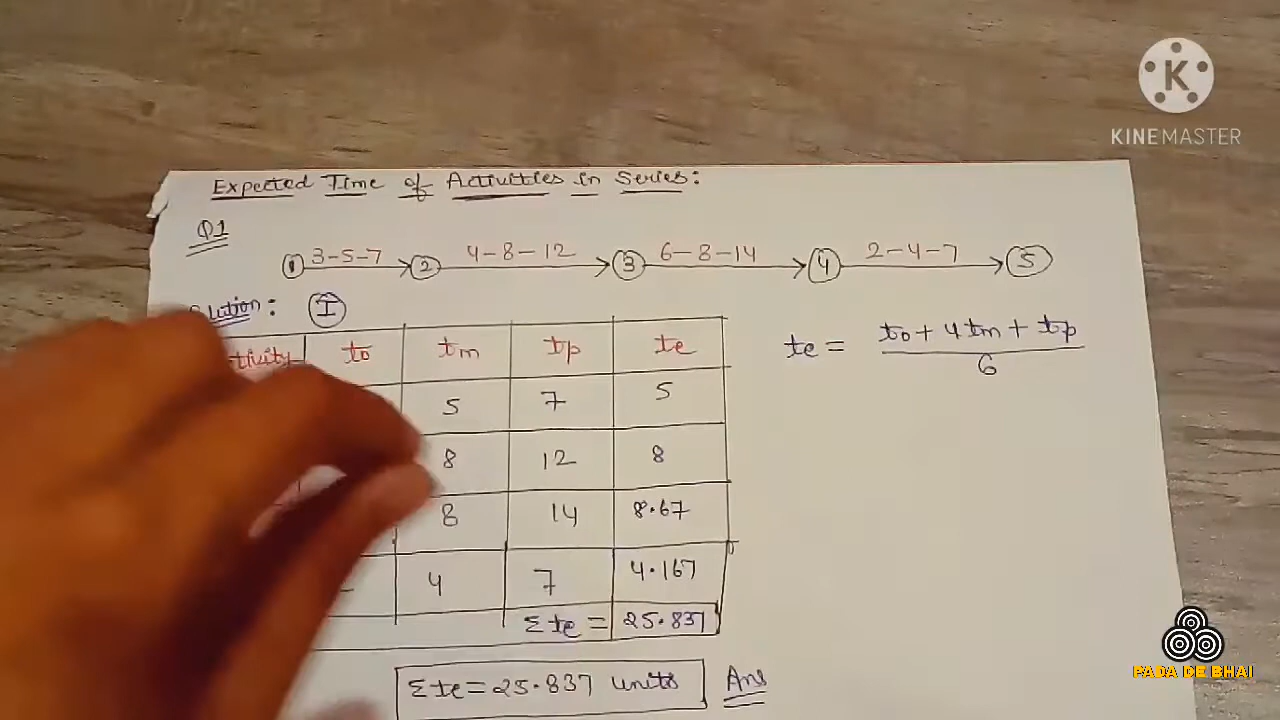 KINEMASTER
Expected Time of Activities in Series:
Q1
1 3-5-7 2 4-8-12 3 6-8-14 4 2-4-7 5
I
to tm tp te
te = to + 4tm + tp
6
5 7 5
8 12 8
8 14 8.67
4 7 4.167
Σte = 25.837
Σte = 25.837 units Ans
PADA DE BHAI